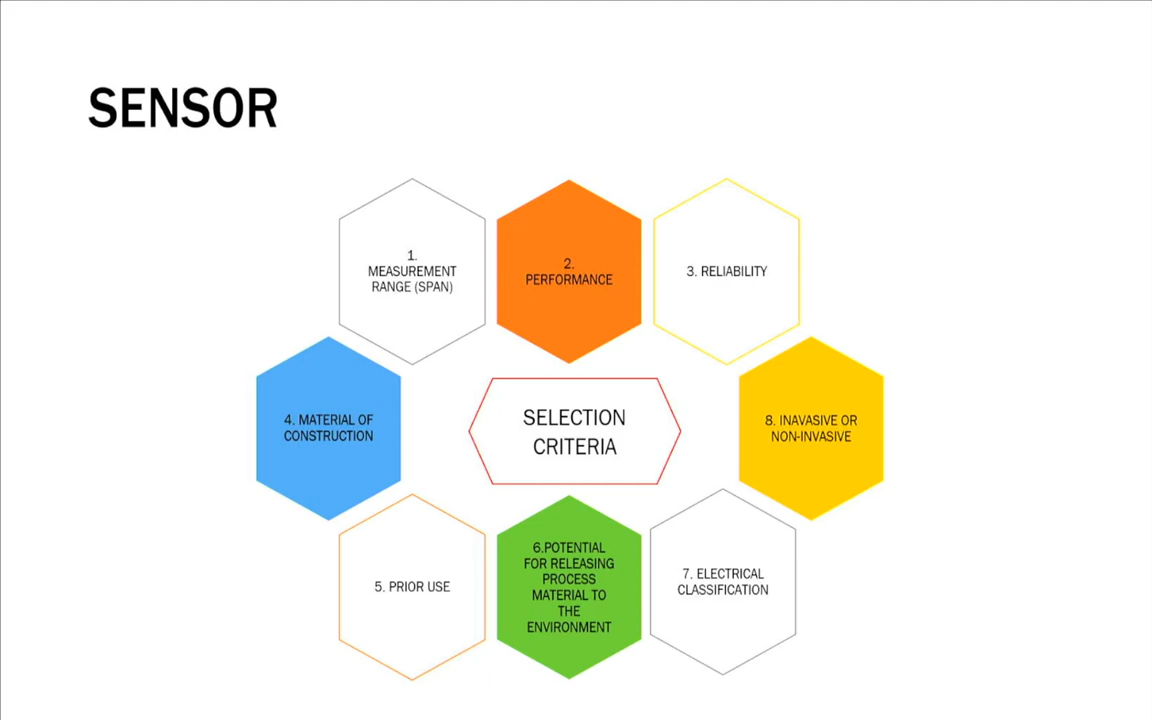 SENSOR
1.
MEASUREMENT
RANGE (SPAN)
2.
PERFORMANCE
3. RELIABILITY
4. MATERIAL OF
CONSTRUCTION
SELECTION
CRITERIA
8. INAVASIVE OR
NON-INVASIVE
5. PRIOR USE
6.POTENTIAL
FOR RELEASING
PROCESS
MATERIAL TO
THE
ENVIRONMENT
7. ELECTRICAL
CLASSIFICATION